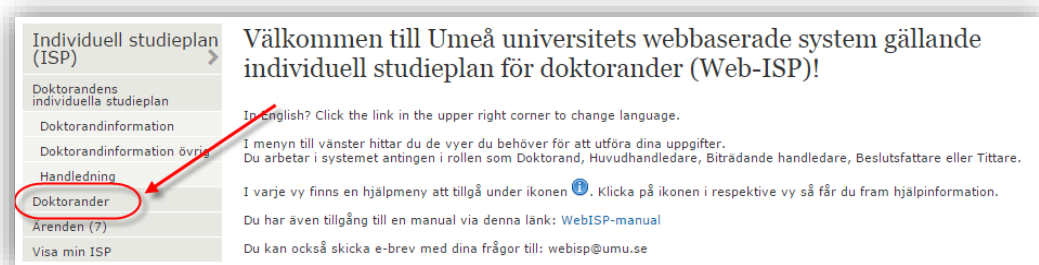 Individuell studieplan
(ISP)
Doktorandens
individuella studieplan
Doktorandinformation
Doktorandinformation övrig
Handledning
Doktorander
Ärenden (7)
Visa min ISP
Välkommen till Umeå universitets webbaserade system gällande
individuell studieplan för doktorander (Web-ISP)!
In English? Click the link in the upper right corner to change language.
I menyn till vänster hittar du de vyer du behöver för att utföra dina uppgifter.
Du arbetar i systemet antingen i rollen som Doktorand, Huvudhandledare, Biträdande handledare, Beslutsfattare eller Tittare.
I varje vy finns en hjälpmeny att tillgå under ikonen i. Klicka på ikonen i respektive vy så får du fram hjälpinformation.
Du har även tillgång till en manual via denna länk: WebISP-manual
Du kan också skicka e-brev med dina frågor till: webisp@umu.se